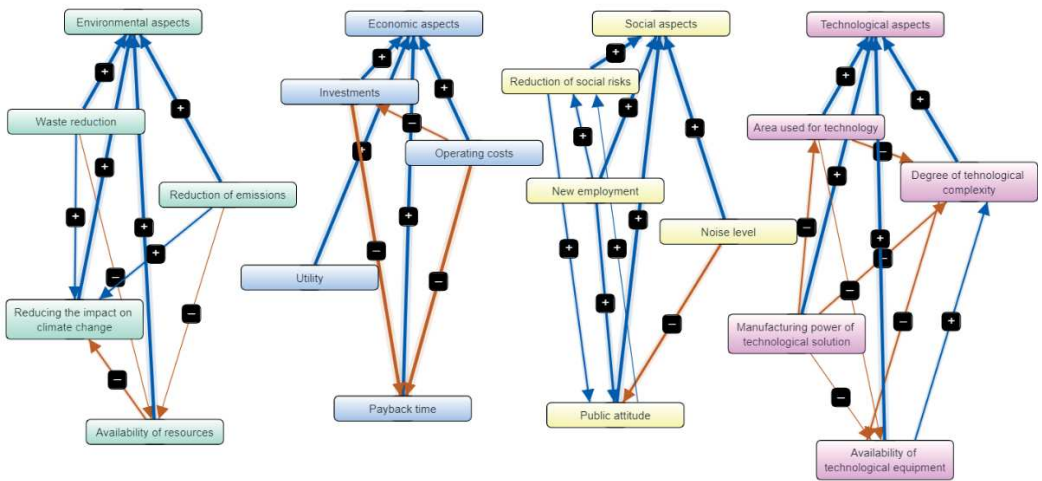 Environmental aspects
Economic aspects
Social aspects
Technological aspects
+
+
+
+
+
+
Reduction of social risks
Investments
+
Waste reduction
–
Area used for technology
+
+
+
Operating costs
–
Degree of tehnological
complexity
+
+
Reduction of emissions
New employment
+
+
+
+
–
Noise level
+
+
–
+
+
–
Utility
–
–
–
–
Reducing the impact on
climate change
–
+
–
–
+
Manufacturing power of
technological solution
–
–
Payback time
Public attitude
Availability of resources
Availability of
technological equipment